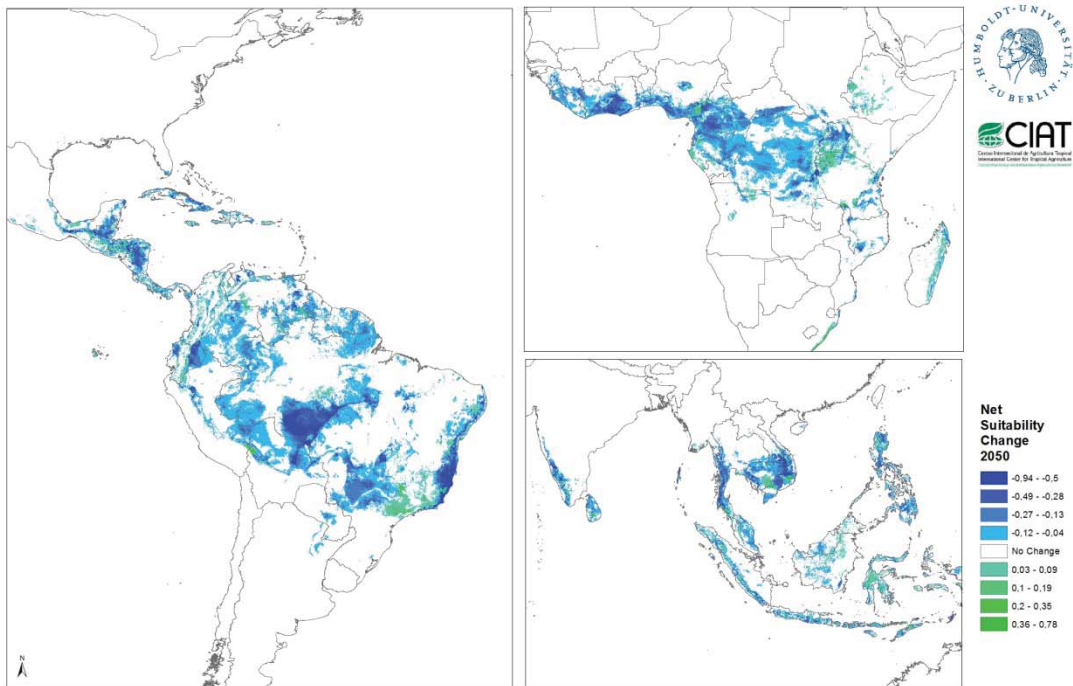 HUMBOLDT-UNIVERSITÄT
ZU BERLIN
CIAT
Centro Internacional de Agricultura Tropical
International Center for Tropical Agriculture
Net
Suitability
Change
2050
-0,94 - -0,5
-0,49 - -0,28
-0,27 - -0,13
-0,12 - -0,04
No Change
0,03 - 0,09
0,1 - 0,19
0,2 - 0,35
0,36 - 0,78
N